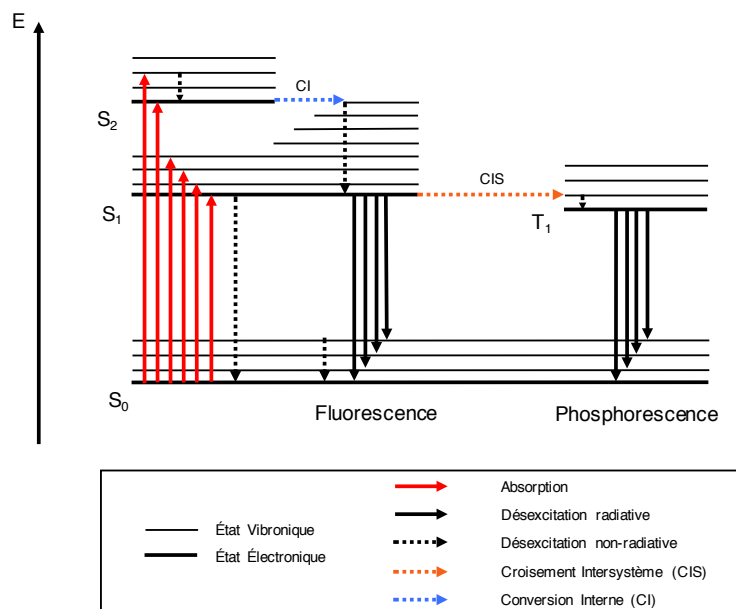 E
CI
S2
CIS
S1
T1
S0
Fluorescence
Phosphorescence
État Vibronique
État Électronique
Absorption
Désexcitation radiative
Désexcitation non-radiative
Croisement Intersystème (CIS)
Conversion Interne (CI)